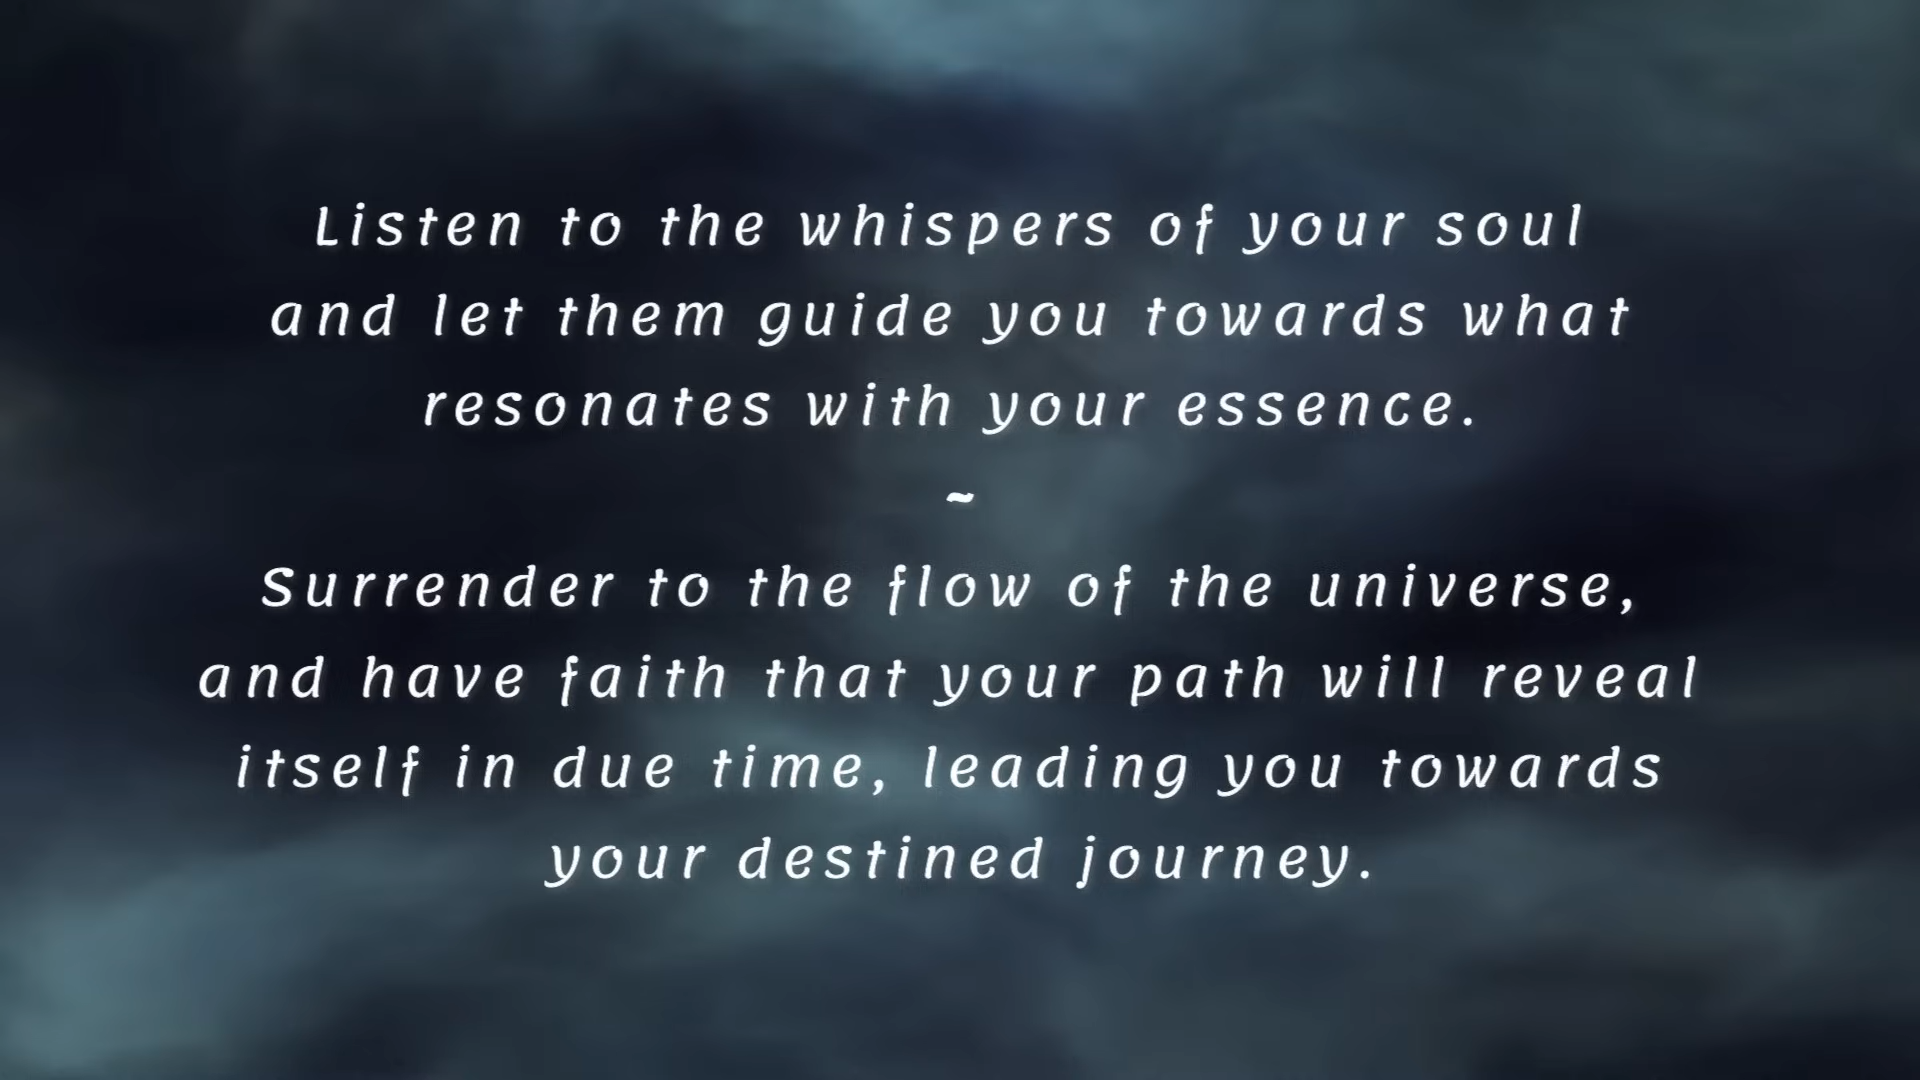 Listen to the whispers of your soul
and let them guide you towards what
resonates with your essence.
~
Surrender to the flow of the universe,
and have faith that your path will reveal
itself in due time, leading you towards
your destined journey.